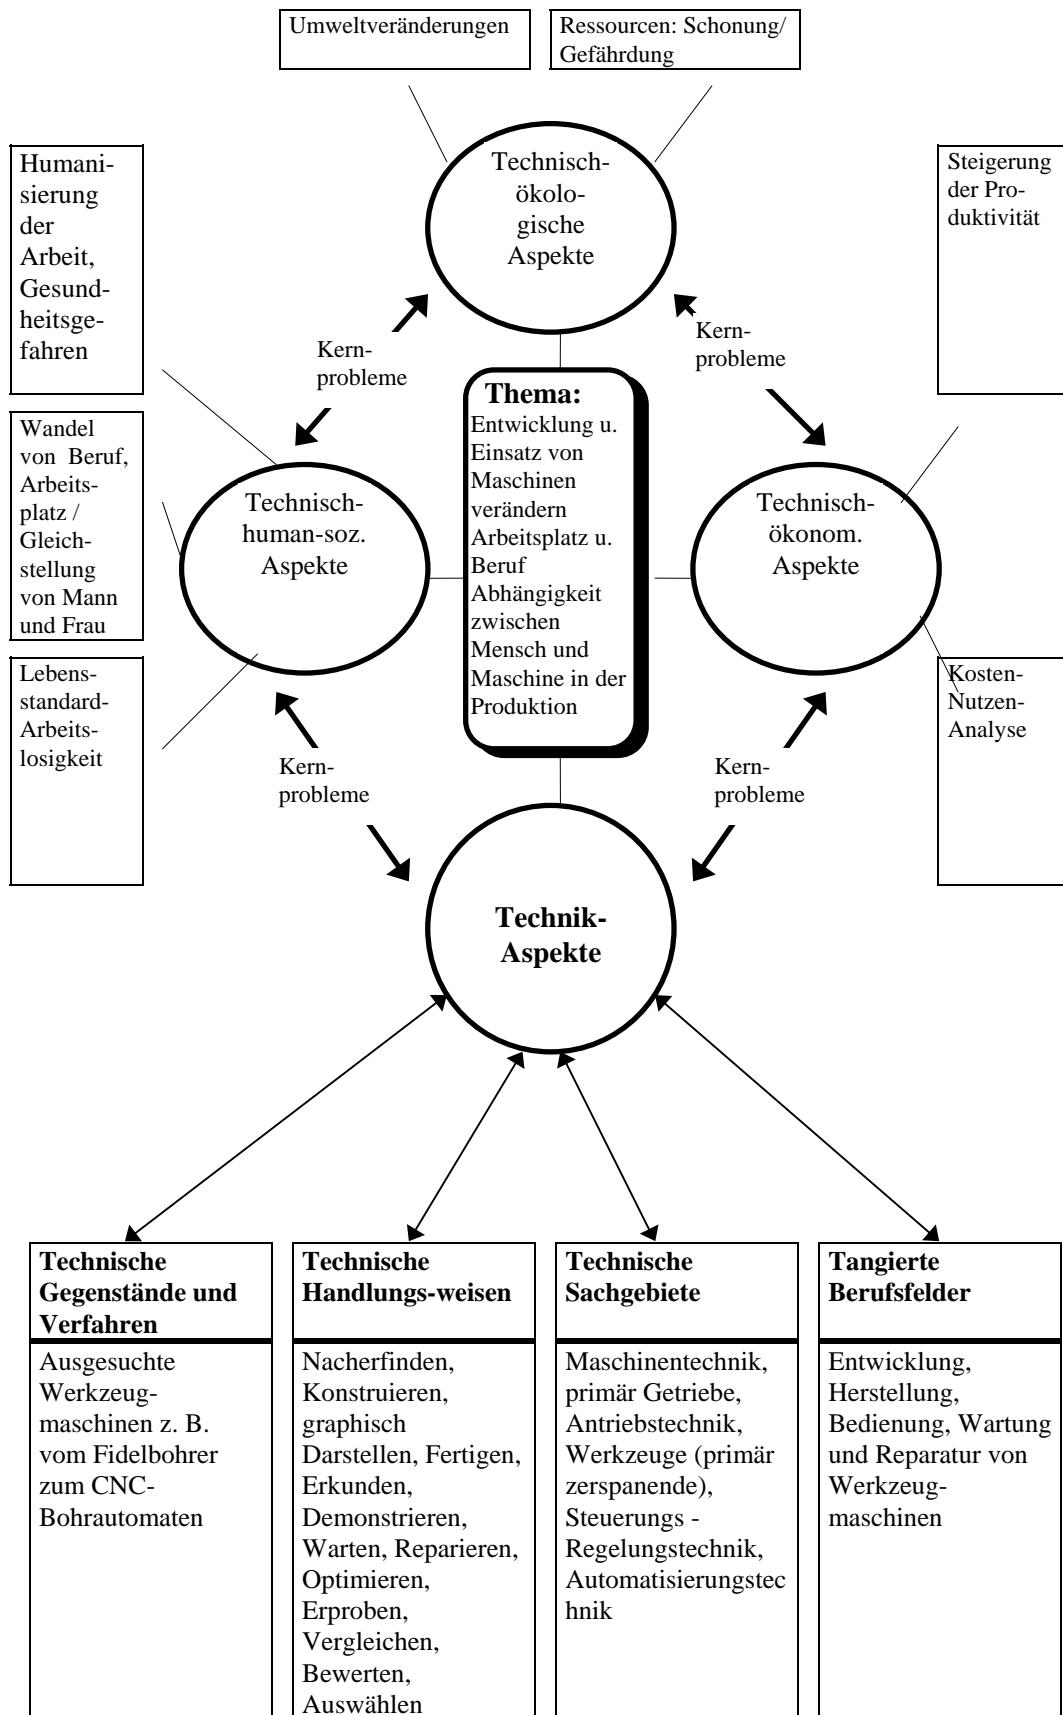 Umweltveränderungen
Ressourcen: Schonung/
Gefährdung
Technisch-
ökolo-
gische
Aspekte
Humani-
sierung
der
Arbeit,
Gesund-
heitsge-
fahren
Steigerung
der Pro-
duktivität
Kern-
probleme
Kern-
probleme
Thema:
Entwicklung u.
Einsatz von
Maschinen
verändern
Arbeitsplatz u.
Beruf
Abhängigkeit
zwischen
Mensch und
Maschine in der
Produktion
Wandel
von  Beruf,
Arbeits-
platz /
Gleich-
stellung
von Mann
und Frau
Technisch-
human-soz.
Aspekte
Technisch-
ökonom.
Aspekte
Lebens-
standard-
Arbeits-
losigkeit
Kosten-
Nutzen-
Analyse
Kern-
probleme
Kern-
probleme
Technik-
Aspekte
Technische
Gegenstände und
Verfahren
Ausgesuchte
Werkzeug-
maschinen z. B.
vom Fidelbohrer
zum CNC-
Bohrautomaten
Technische
Handlungs-weisen
Nacherfinden,
Konstruieren,
graphisch
Darstellen, Fertigen,
Erkunden,
Demonstrieren,
Warten, Reparieren,
Optimieren,
Erproben,
Vergleichen,
Bewerten,
Auswählen
Technische
Sachgebiete
Maschinentechnik,
primär Getriebe,
Antriebstechnik,
Werkzeuge (primär
zerspanende),
Steuerungs -
Regelungstechnik,
Automatisierungstec
hnik
Tangierte
Berufsfelder
Entwicklung,
Herstellung,
Bedienung, Wartung
und Reparatur von
Werkzeug-
maschinen